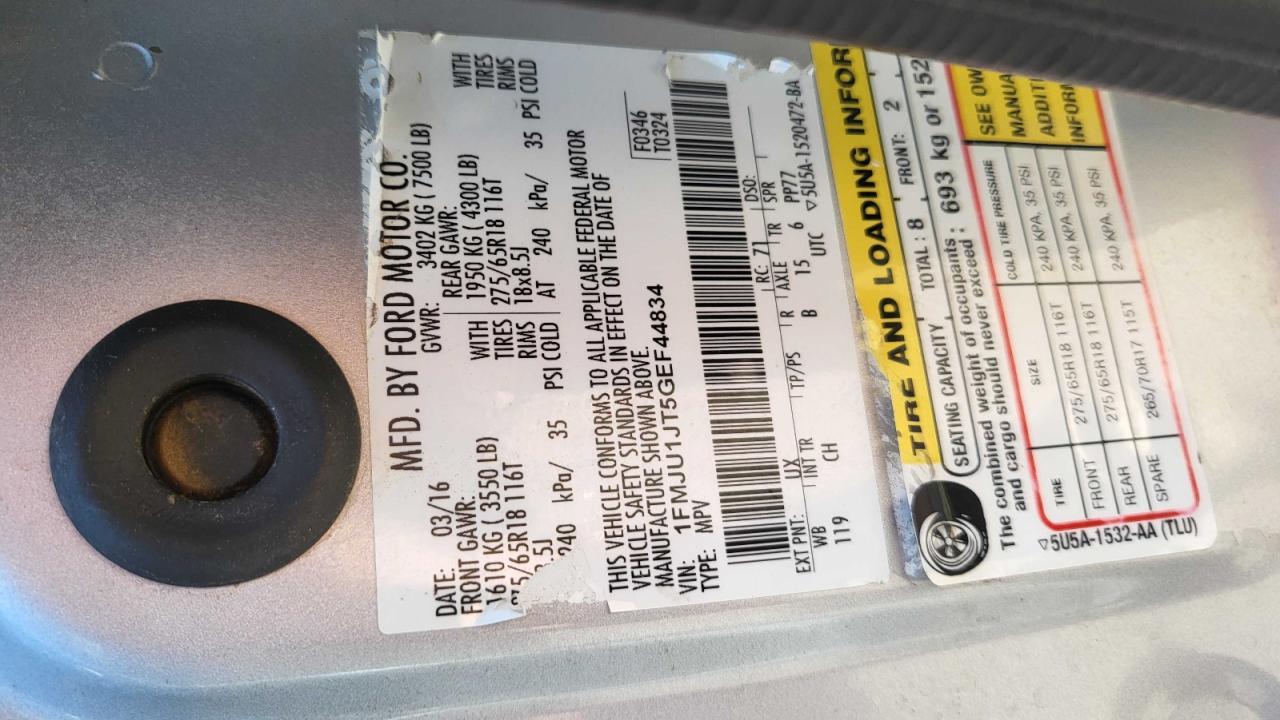 MFD. BY FORD MOTOR CO.
DATE: 03/16 GVWR: 3402 KG ( 7500 LB)
FRONT GAWR: REAR GAWR:
1610 KG ( 3550 LB) WITH 1950 KG ( 4300 LB) WITH
275/65R18 116T TIRES 275/65R18 116T TIRES
8.5J RIMS 18x8.5J RIMS
240 kPa/ 35 PSI COLD AT 240 kPa/ 35 PSI COLD
THIS VEHICLE CONFORMS TO ALL APPLICABLE FEDERAL MOTOR
VEHICLE SAFETY STANDARDS IN EFFECT ON THE DATE OF
MANUFACTURE SHOWN ABOVE.
F0346
T0324
VIN: 1FMJU1JT5GEF44834
TYPE: MPV
EXT PNT: UX RC: 71 DSO:
WB INT TR TP/PS R AXLE TR SPR
119 CH B 15 6 PP77
UTC ▽5U5A-1520472-BA
TIRE AND LOADING INFOR
SEATING CAPACITY TOTAL : 8 FRONT: 2
The combined weight of occupants
and cargo should never exceed : 693 kg or 152
TIRE SIZE COLD TIRE PRESSURE SEE OW
FRONT 275/65R18 116T 240 KPA, 35 PSI MANUA
REAR 275/65R18 116T 240 KPA, 35 PSI ADDITI
SPARE 265/70R17 115T 240 KPA, 35 PSI INFORM
▽5U5A-1532-AA (TLU)